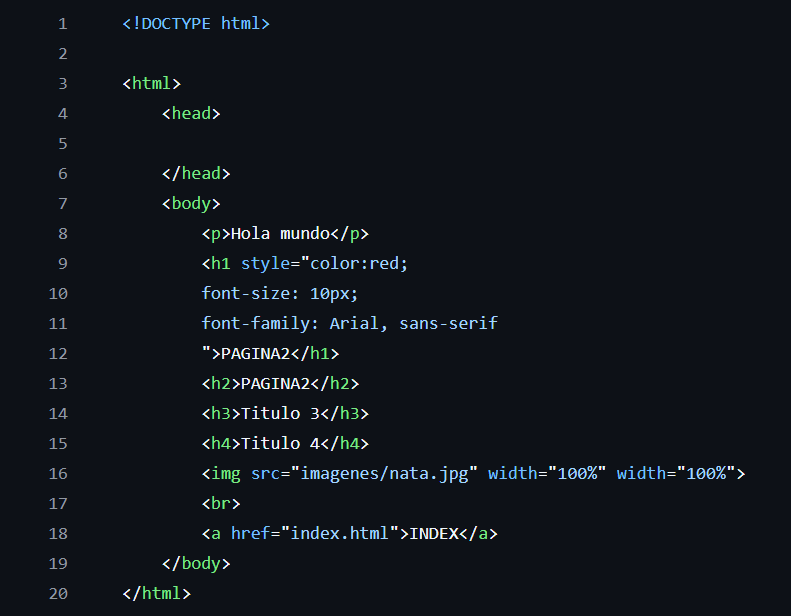 1 <!DOCTYPE html>
2
3 <html>
4 <head>
5
6 </head>
7 <body>
8 <p>Hola mundo</p>
9 <h1 style="color:red;
10 font-size: 10px;
11 font-family: Arial, sans-serif
12 ">PAGINA2</h1>
13 <h2>PAGINA2</h2>
14 <h3>Titulo 3</h3>
15 <h4>Titulo 4</h4>
16 <img src="imagenes/nata.jpg" width="100%" width="100%">
17 <br>
18 <a href="index.html">INDEX</a>
19 </body>
20 </html>